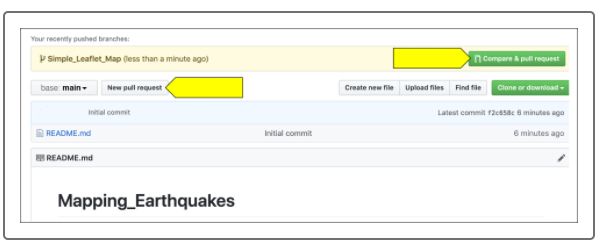 Your recently pushed branches:
Simple_Leaflet_Map (less than a minute ago)
Compare & pull request
base: main
New pull request
Create new file
Upload files
Find file
Clone or download
Initial commit
Latest commit f2c658c 6 minutes ago
README.md
Initial commit
6 minutes ago
README.md
Mapping_Earthquakes